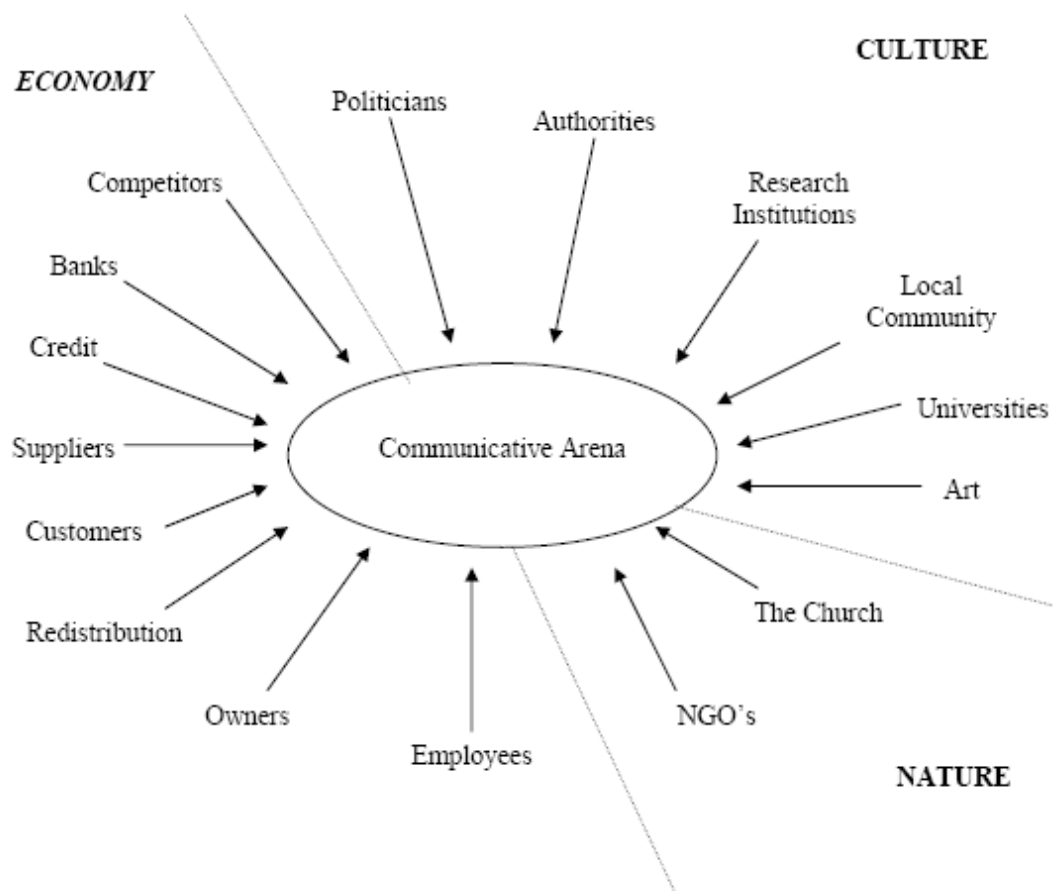 CULTURE
ECONOMY
Politicians
Authorities
Competitors
Research
Institutions
Banks
Local
Community
Credit
Universities
Suppliers
Communicative Arena
Art
Customers
The Church
Redistribution
Owners
NGO’s
Employees
NATURE